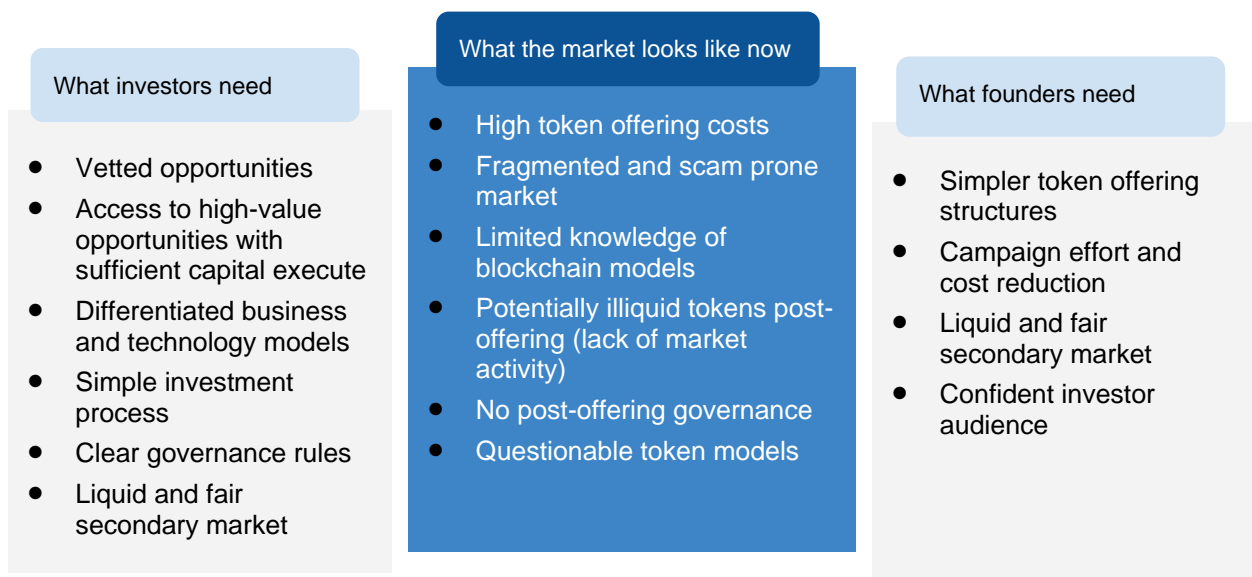 What investors need
● Vetted opportunities
● Access to high-value
opportunities with
sufficient capital execute
● Differentiated business
and technology models
● Simple investment
process
● Clear governance rules
● Liquid and fair
secondary market
What the market looks like now
● High token offering costs
● Fragmented and scam prone
market
● Limited knowledge of
blockchain models
● Potentially illiquid tokens post-
offering (lack of market
activity)
● No post-offering governance
● Questionable token models
What founders need
● Simpler token offering
structures
● Campaign effort and
cost reduction
● Liquid and fair
secondary market
● Confident investor
audience